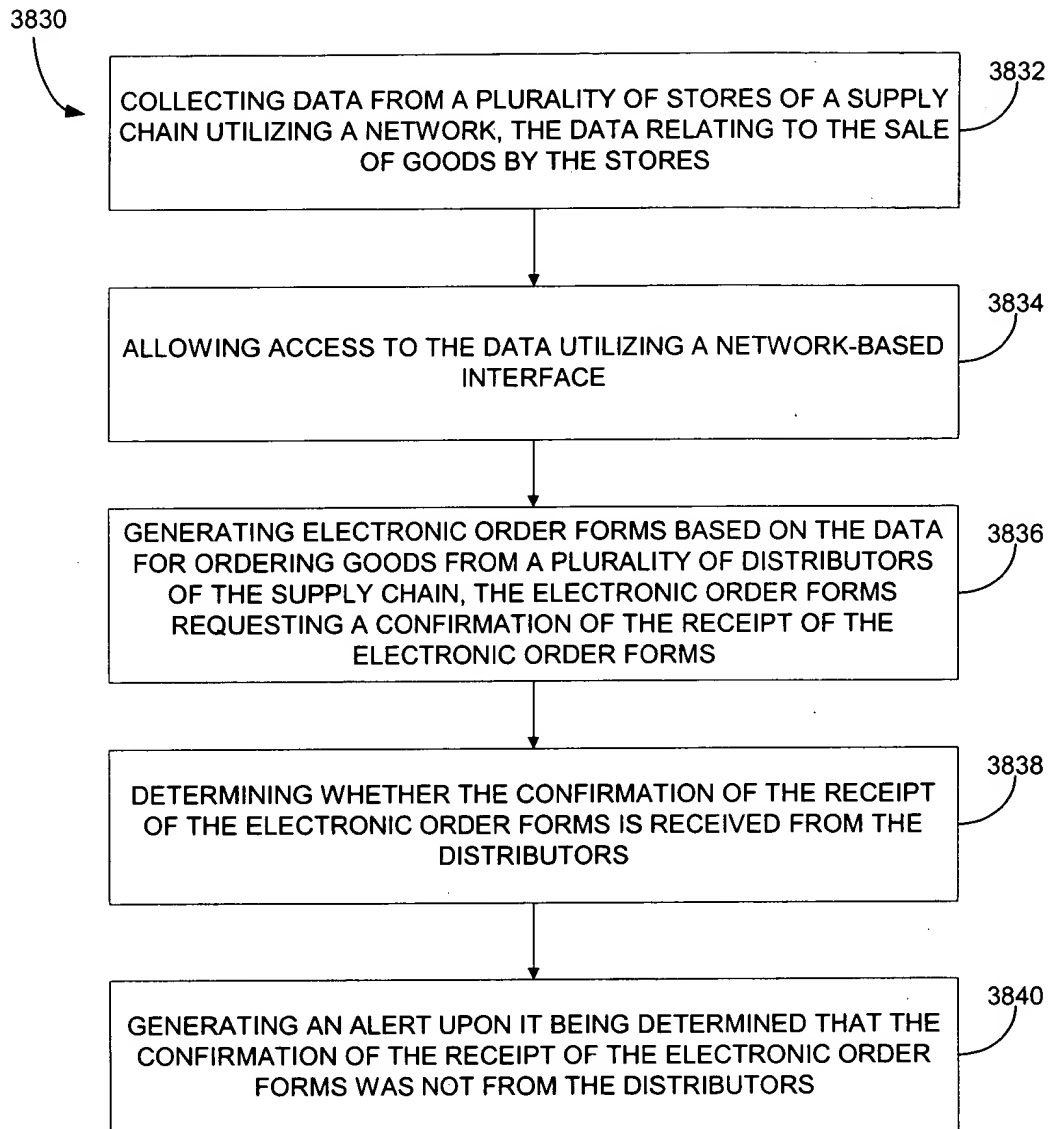 3830
3832
COLLECTING DATA FROM A PLURALITY OF STORES OF A SUPPLY
CHAIN UTILIZING A NETWORK, THE DATA RELATING TO THE SALE
OF GOODS BY THE STORES
3834
ALLOWING ACCESS TO THE DATA UTILIZING A NETWORK-BASED
INTERFACE
3836
GENERATING ELECTRONIC ORDER FORMS BASED ON THE DATA
FOR ORDERING GOODS FROM A PLURALITY OF DISTRIBUTORS
OF THE SUPPLY CHAIN, THE ELECTRONIC ORDER FORMS
REQUESTING A CONFIRMATION OF THE RECEIPT OF THE
ELECTRONIC ORDER FORMS
3838
DETERMINING WHETHER THE CONFIRMATION OF THE RECEIPT
OF THE ELECTRONIC ORDER FORMS IS RECEIVED FROM THE
DISTRIBUTORS
3840
GENERATING AN ALERT UPON IT BEING DETERMINED THAT THE
CONFIRMATION OF THE RECEIPT OF THE ELECTRONIC ORDER
FORMS WAS NOT FROM THE DISTRIBUTORS